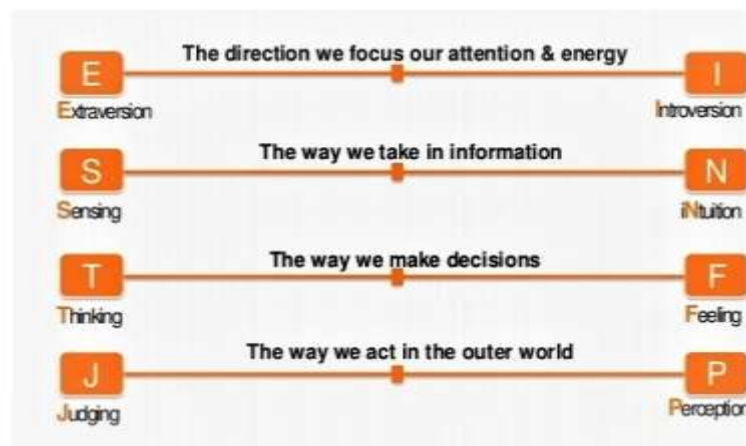 The direction we focus our attention & energy
E I
Extraversion Introversion
The way we take in information
S N
Sensing iNtuition
The way we make decisions
T F
Thinking Feeling
The way we act in the outer world
J P
Judging Perception